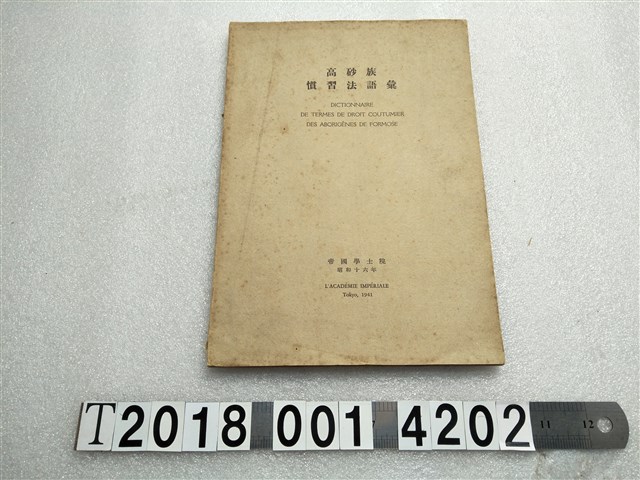 高砂族
慣習法語彙
DICTIONNAIRE
DE TERMES DE DROIT COUTUMIER
DES ABORIGÈNES DE FORMOSE
帝國學士院
昭和十六年
L'ACADÉMIE IMPÉRIALE
Tokyo, 1941
T2018 001 4202
11 12